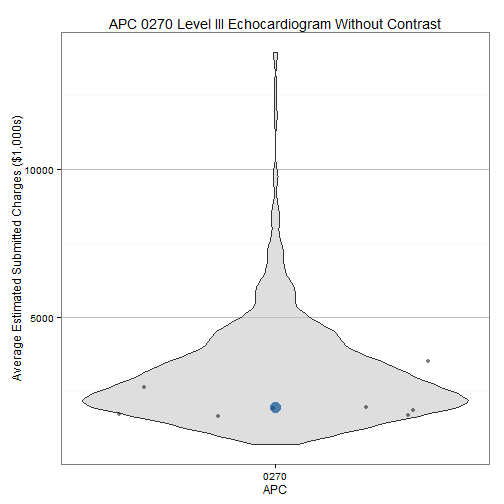 APC 0270 Level III Echocardiogram Without Contrast
Average Estimated Submitted Charges ($1,000s)
10000
5000
0270
APC